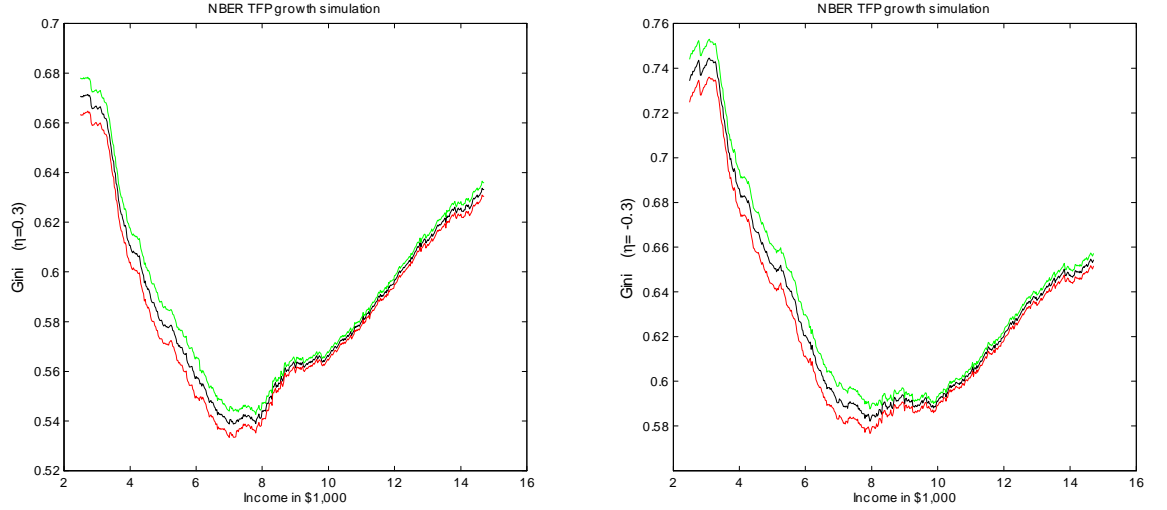 NBER TFP growth simulation
0.7
0.68
0.66
0.64
0.62
0.6
0.58
0.56
0.54
0.52
Gini (η=0.3)
2 4 6 8 10 12 14 16
Income in $1,000
NBER TFP growth simulation
0.76
0.74
0.72
0.7
0.68
0.66
0.64
0.62
0.6
0.58
Gini (η= -0.3)
2 4 6 8 10 12 14 16
Income in $1,000